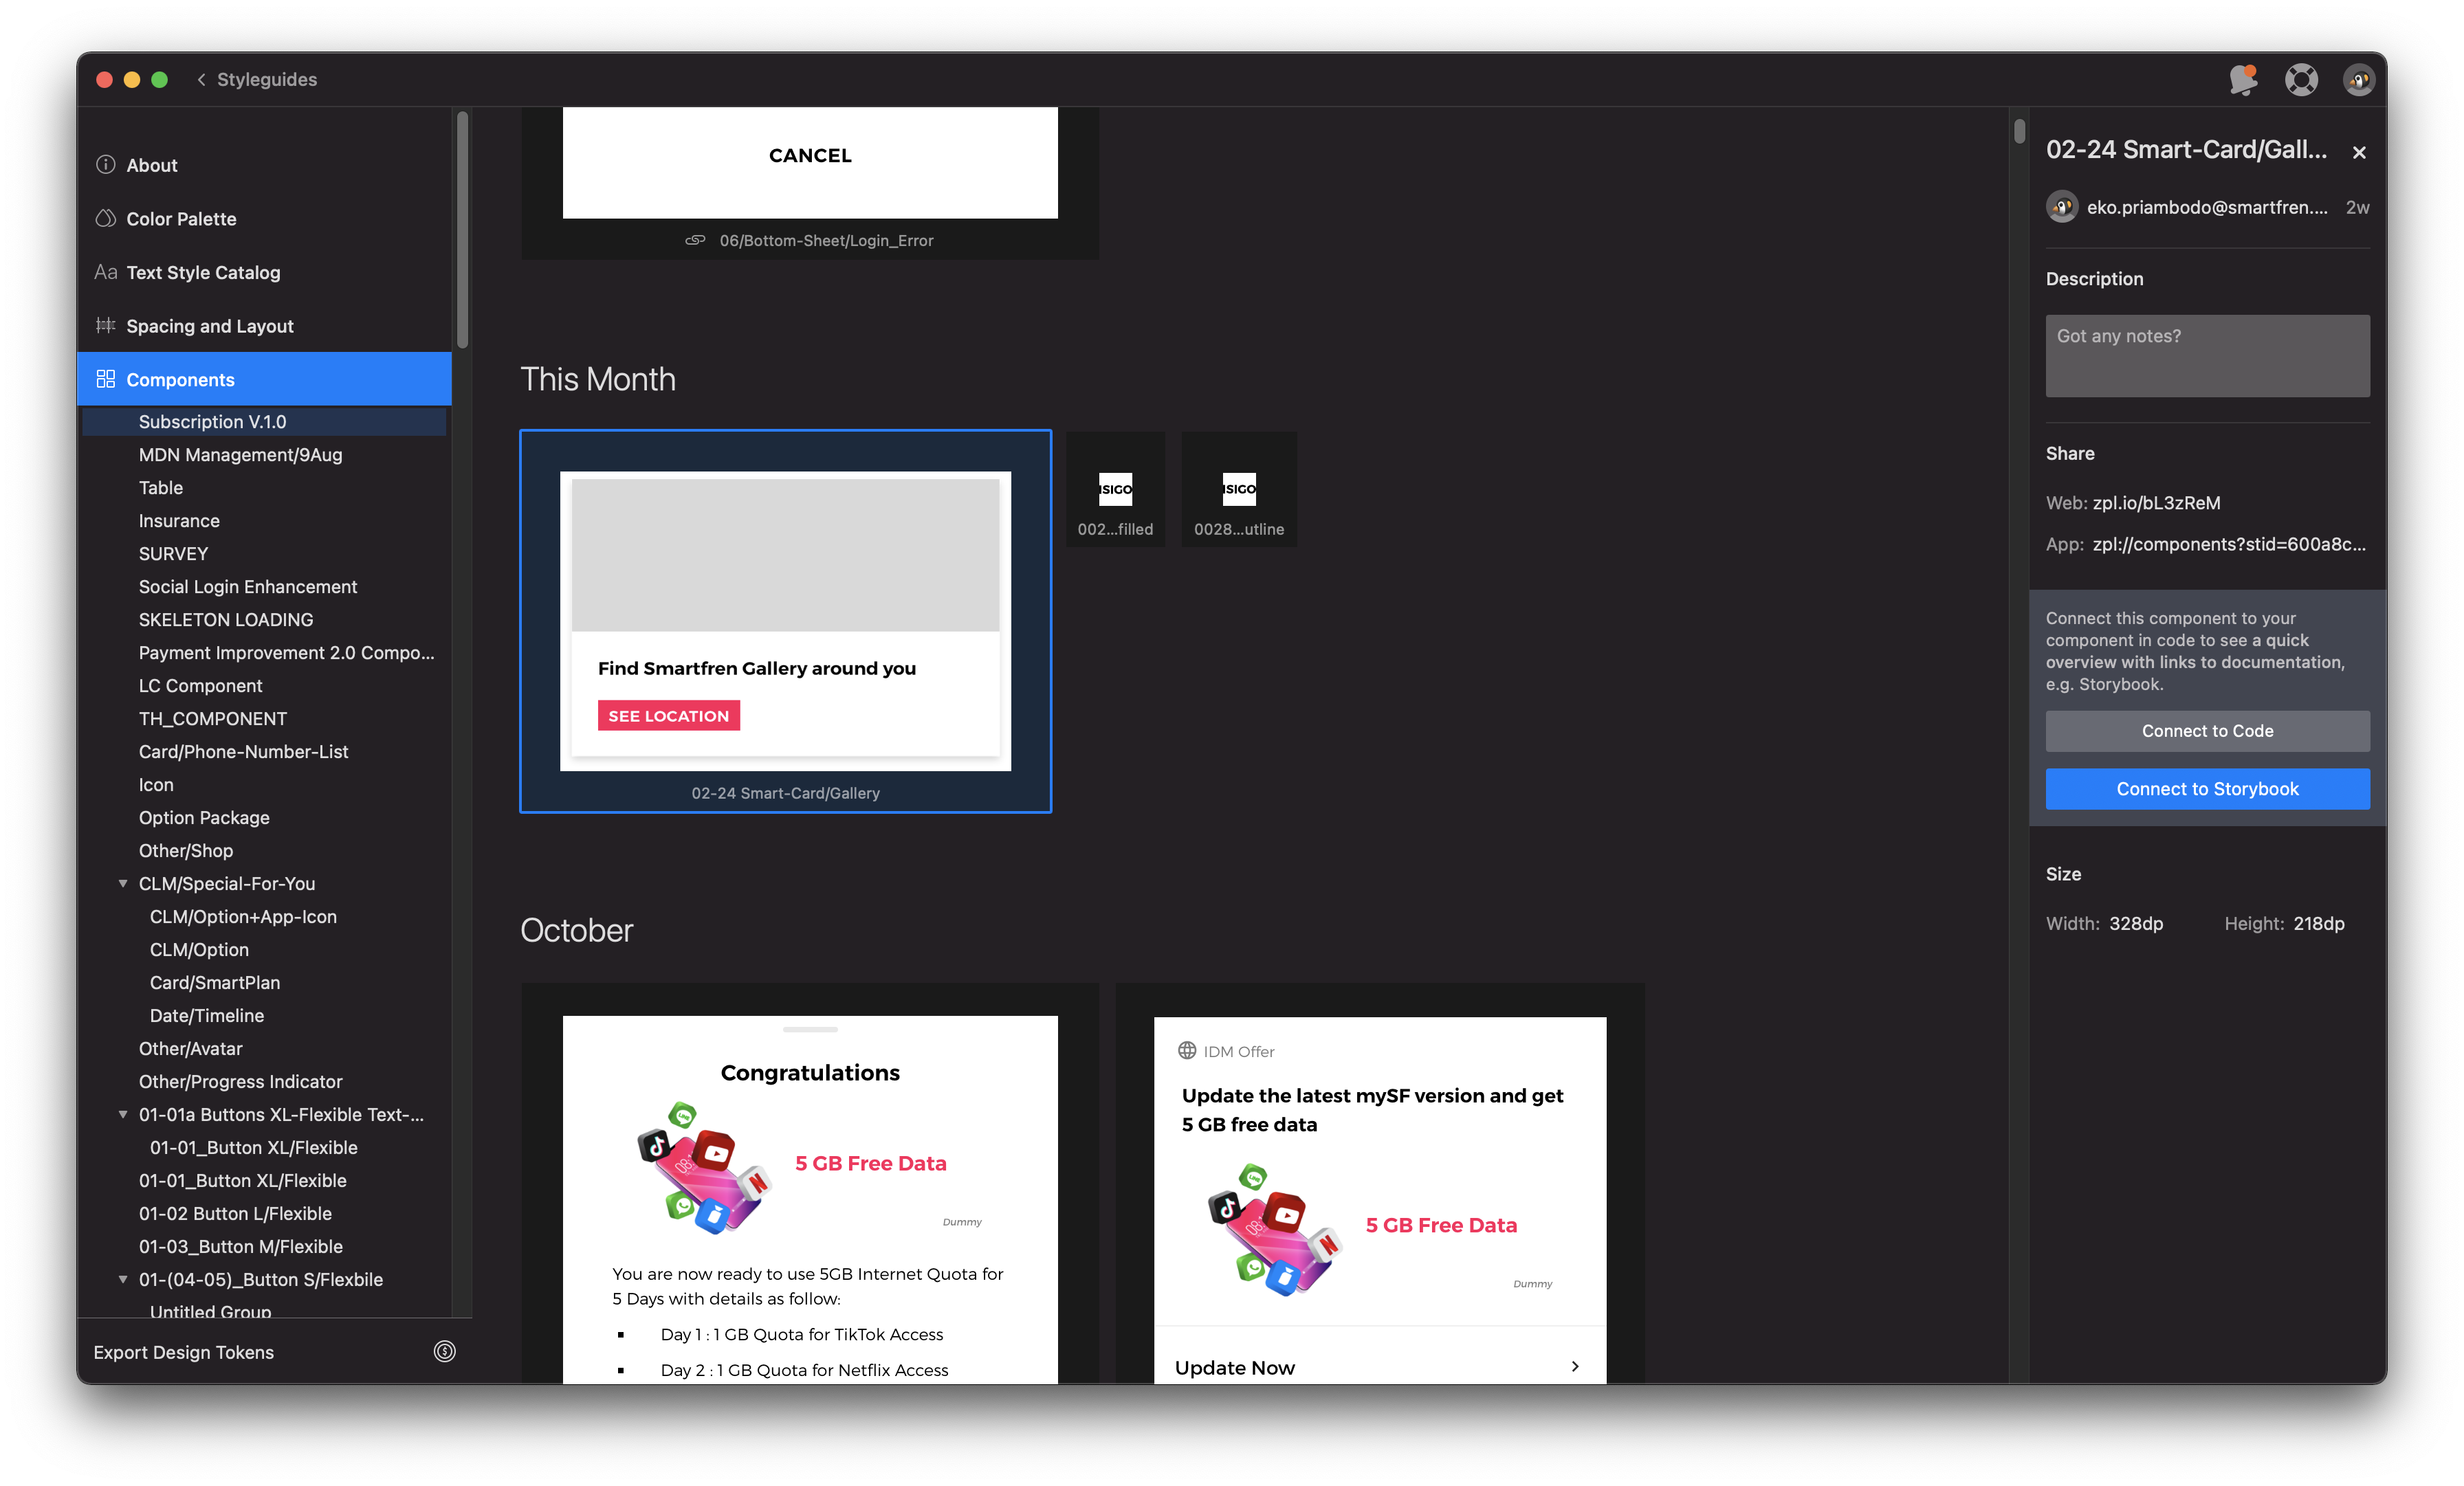 Styleguides
About
Color Palette
Aa Text Style Catalog
Spacing and Layout
Components
Subscription V.1.0
MDN Management/9Aug
Table
Insurance
SURVEY
Social Login Enhancement
SKELETON LOADING
Payment Improvement 2.0 Compo...
LC Component
TH_COMPONENT
Card/Phone-Number-List
Icon
Option Package
Other/Shop
CLM/Special-For-You
CLM/Option+App-Icon
CLM/Option
Card/SmartPlan
Date/Timeline
Other/Avatar
Other/Progress Indicator
01-01a Buttons XL-Flexible Text-...
01-01_Button XL/Flexible
01-01_Button XL/Flexible
01-02 Button L/Flexible
01-03_Button M/Flexible
01-(04-05)_Button S/Flexbile
Untitled Group
Export Design Tokens
CANCEL
06/Bottom-Sheet/Login_Error
This Month
Find Smartfren Gallery around you
SEE LOCATION
02-24 Smart-Card/Gallery
ISIGO
002...filled
ISIGO
0028...utline
October
Congratulations
5 GB Free Data
Dummy
You are now ready to use 5GB Internet Quota for
5 Days with details as follow:
Day 1 : 1 GB Quota for TikTok Access
Day 2 : 1 GB Quota for Netflix Access
IDM Offer
Update the latest mySF version and get
5 GB free data
5 GB Free Data
Dummy
Update Now
02-24 Smart-Card/Gall...
eko.priambodo@smartfren.... 2w
Description
Got any notes?
Share
Web: zpl.io/bL3zReM
App: zpl://components?stid=600a8c...
Connect this component to your
component in code to see a quick
overview with links to documentation,
e.g. Storybook.
Connect to Code
Connect to Storybook
Size
Width: 328dp Height: 218dp